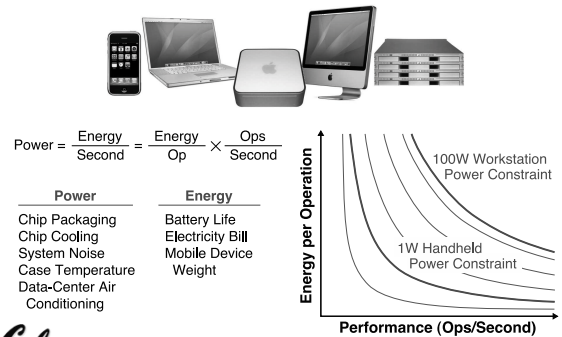 Power = Energy / Second = Energy / Op × Ops / Second
Power
Chip Packaging
Chip Cooling
System Noise
Case Temperature
Data-Center Air
Conditioning
Energy
Battery Life
Electricity Bill
Mobile Device
Weight
Energy per Operation
100W Workstation
Power Constraint
1W Handheld
Power Constraint
Performance (Ops/Second)